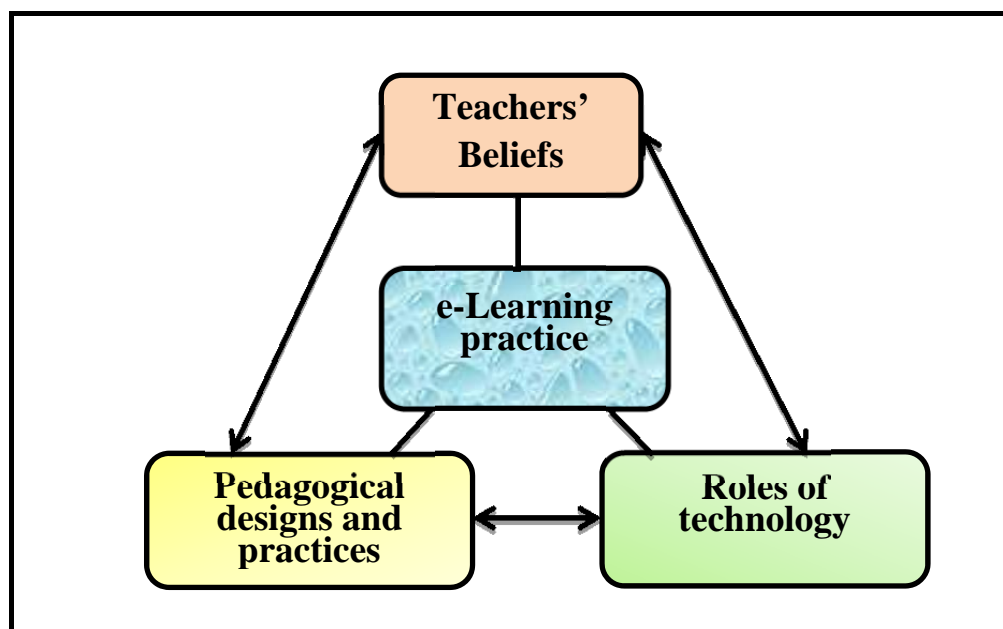 Teachers’
Beliefs
e-Learning
practice
Pedagogical
designs and
practices
Roles of
technology